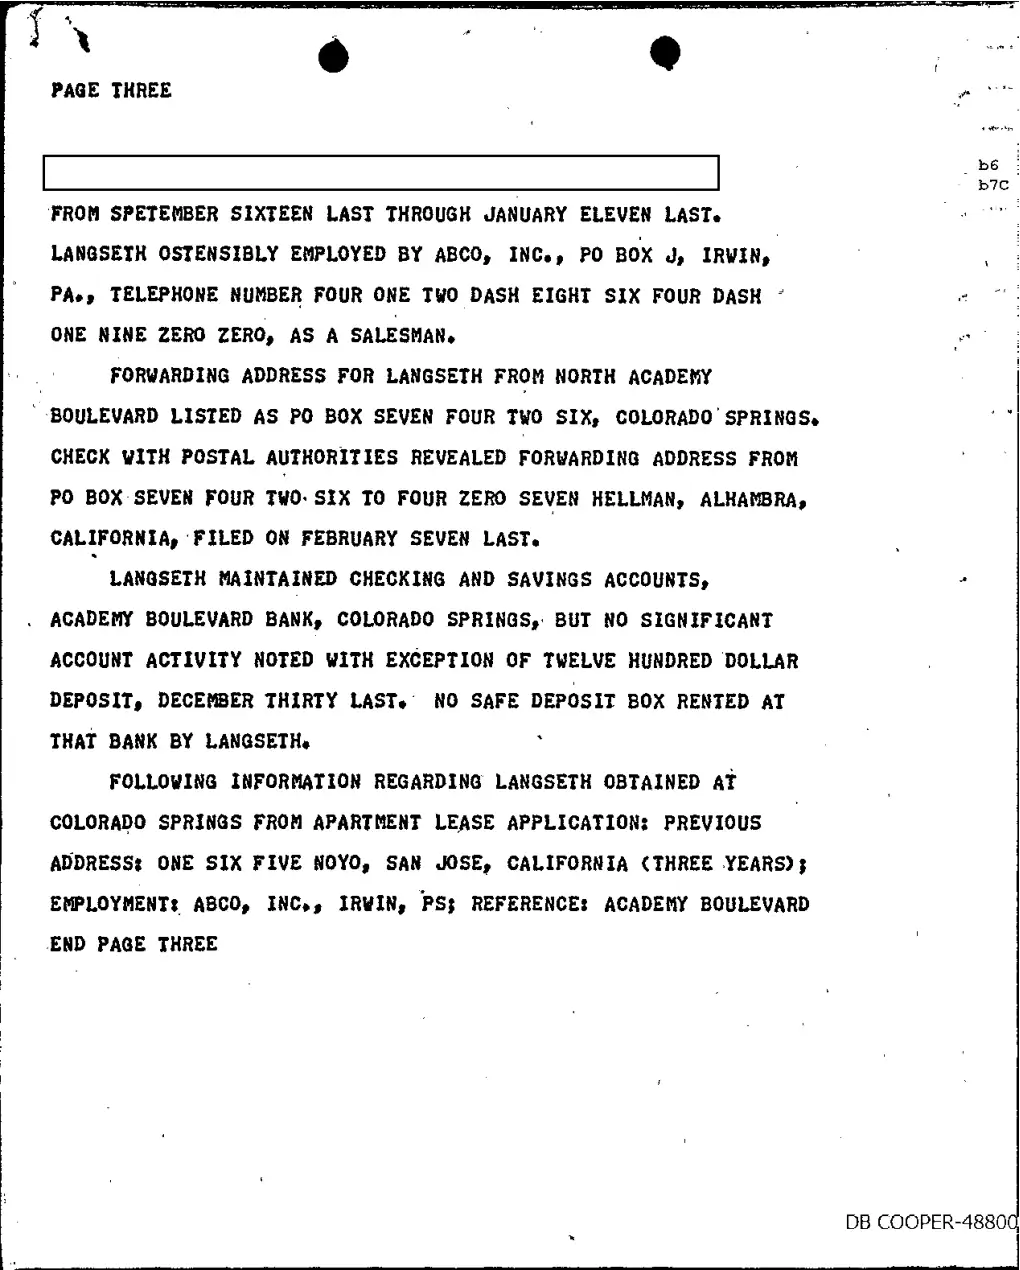 PAGE THREE
b6
b7C
FROM SPETEMBER SIXTEEN LAST THROUGH JANUARY ELEVEN LAST.
LANGSETH OSTENSIBLY EMPLOYED BY ABCO, INC., PO BOX J, IRWIN,
PA., TELEPHONE NUMBER FOUR ONE TWO DASH EIGHT SIX FOUR DASH
ONE NINE ZERO ZERO, AS A SALESMAN.
FORWARDING ADDRESS FOR LANGSETH FROM NORTH ACADEMY
BOULEVARD LISTED AS PO BOX SEVEN FOUR TWO SIX, COLORADO SPRINGS.
CHECK WITH POSTAL AUTHORITIES REVEALED FORWARDING ADDRESS FROM
PO BOX SEVEN FOUR TWO SIX TO FOUR ZERO SEVEN HELLMAN, ALHAMBRA,
CALIFORNIA, FILED ON FEBRUARY SEVEN LAST.
LANGSETH MAINTAINED CHECKING AND SAVINGS ACCOUNTS,
ACADEMY BOULEVARD BANK, COLORADO SPRINGS, BUT NO SIGNIFICANT
ACCOUNT ACTIVITY NOTED WITH EXCEPTION OF TWELVE HUNDRED DOLLAR
DEPOSIT, DECEMBER THIRTY LAST. NO SAFE DEPOSIT BOX RENTED AT
THAT BANK BY LANGSETH.
FOLLOWING INFORMATION REGARDING LANGSETH OBTAINED AT
COLORADO SPRINGS FROM APARTMENT LEASE APPLICATION: PREVIOUS
ADDRESS: ONE SIX FIVE NOYO, SAN JOSE, CALIFORNIA (THREE YEARS);
EMPLOYMENT: ABCO, INC., IRWIN, PS; REFERENCE: ACADEMY BOULEVARD
END PAGE THREE
DB COOPER-48800